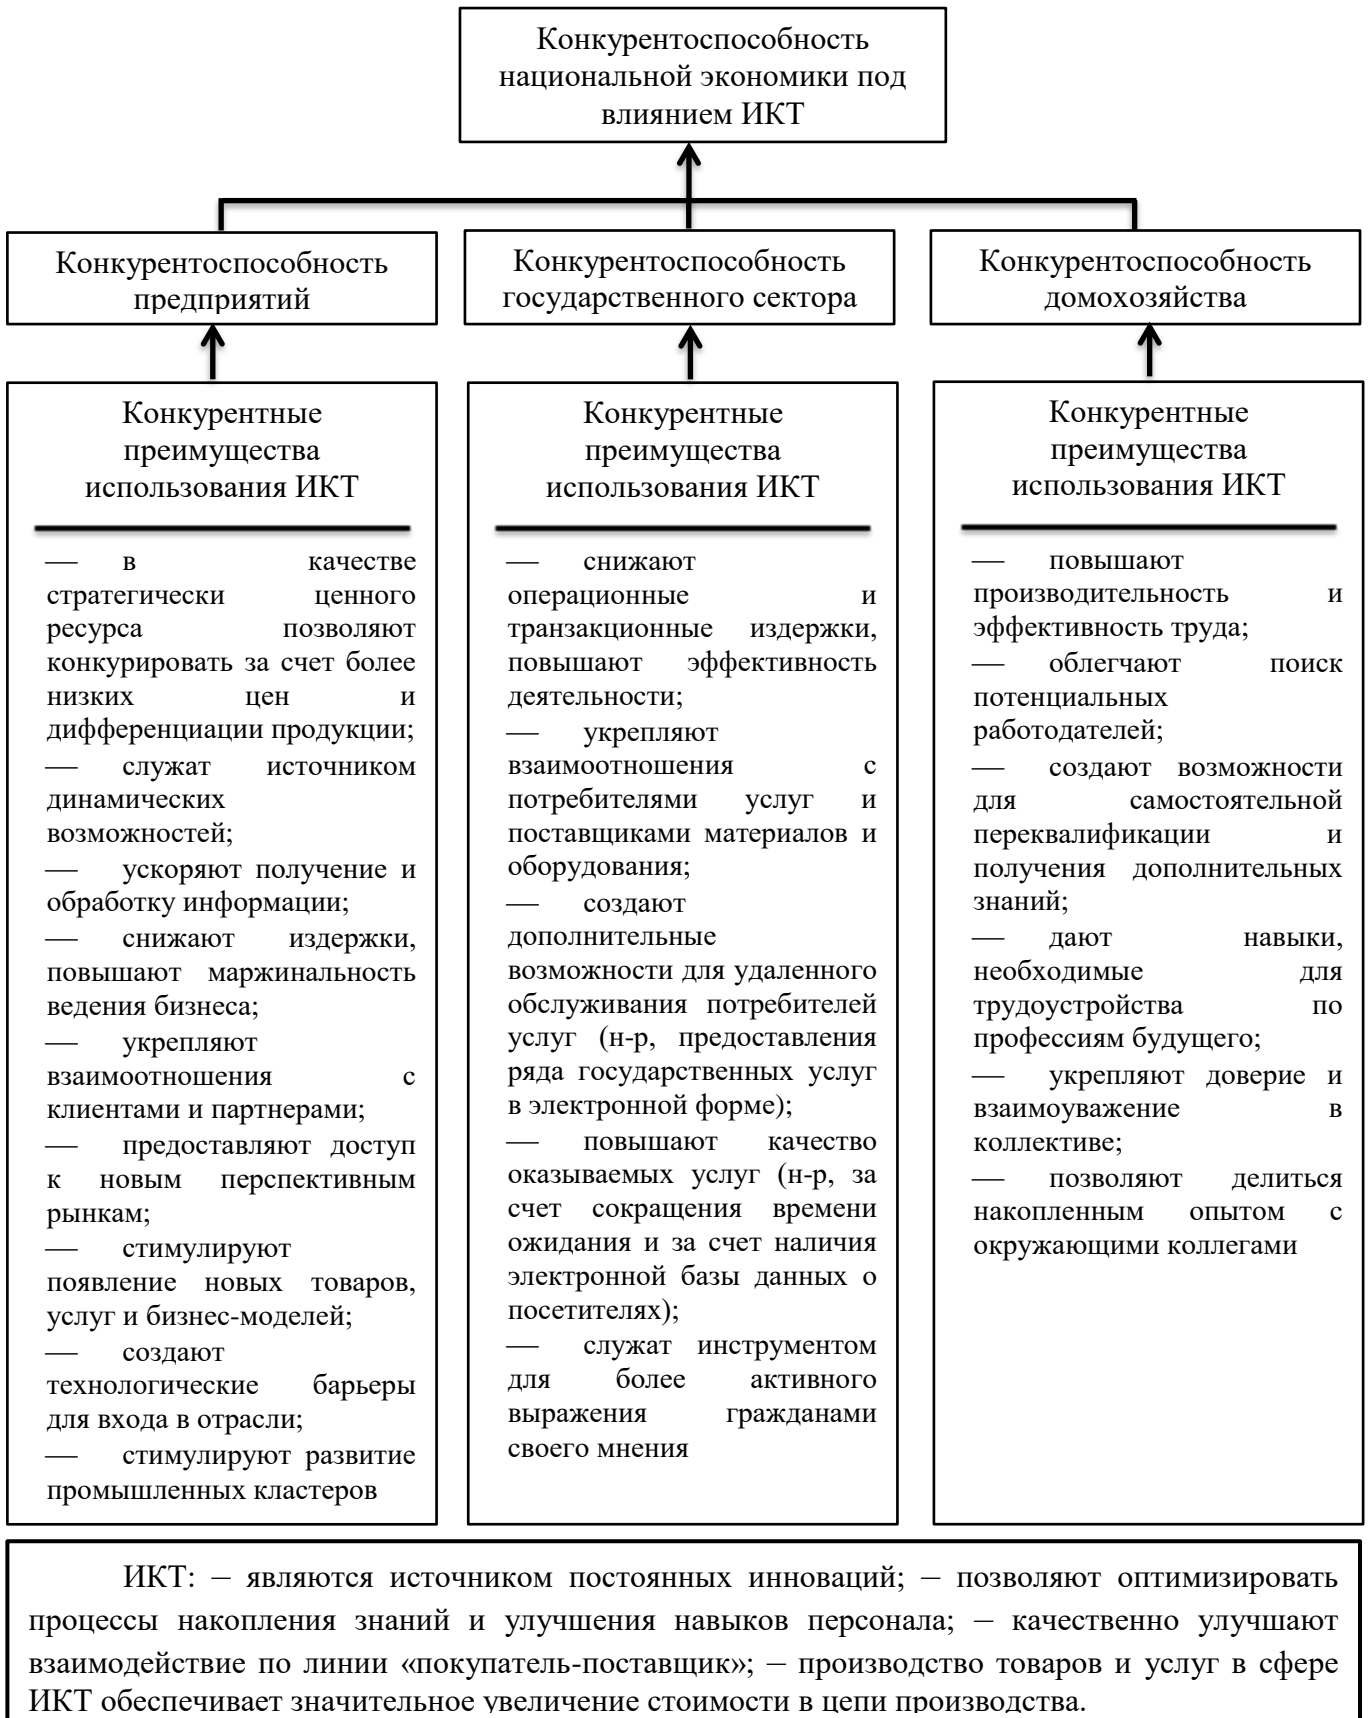 Конкурентоспособность
национальной экономики под
влиянием ИКТ
Конкурентоспособность
предприятий
Конкурентоспособность
государственного сектора
Конкурентоспособность
домохозяйства
Конкурентные
преимущества
использования ИКТ
— в качестве
стратегически ценного
ресурса позволяют
конкурировать за счет более
низких цен и
дифференциации продукции;
— служат источником
динамических
возможностей;
— ускоряют получение и
обработку информации;
— снижают издержки,
повышают маржинальность
ведения бизнеса;
— укрепляют
взаимоотношения с
клиентами и партнерами;
— предоставляют доступ
к новым перспективным
рынкам;
— стимулируют
появление новых товаров,
услуг и бизнес-моделей;
— создают
технологические барьеры
для входа в отрасли;
— стимулируют развитие
промышленных кластеров
Конкурентные
преимущества
использования ИКТ
— снижают
операционные и
транзакционные издержки,
повышают эффективность
деятельности;
— укрепляют
взаимоотношения с
потребителями услуг и
поставщиками материалов и
оборудования;
— создают
дополнительные
возможности для удаленного
обслуживания потребителей
услуг (н-р, предоставления
ряда государственных услуг
в электронной форме);
— повышают качество
оказываемых услуг (н-р, за
счет сокращения времени
ожидания и за счет наличия
электронной базы данных о
посетителях);
— служат инструментом
для более активного
выражения гражданами
своего мнения
Конкурентные
преимущества
использования ИКТ
— повышают
производительность и
эффективность труда;
— облегчают поиск
потенциальных
работодателей;
— создают возможности
для самостоятельной
переквалификации и
получения дополнительных
знаний;
— дают навыки,
необходимые для
трудоустройства по
профессиям будущего;
— укрепляют доверие и
взаимоуважение в
коллективе;
— позволяют делиться
накопленным опытом с
окружающими коллегами
ИКТ: – являются источником постоянных инноваций; – позволяют оптимизировать
процессы накопления знаний и улучшения навыков персонала; – качественно улучшают
взаимодействие по линии «покупатель-поставщик»; – производство товаров и услуг в сфере
ИКТ обеспечивает значительное увеличение стоимости в цепи производства.